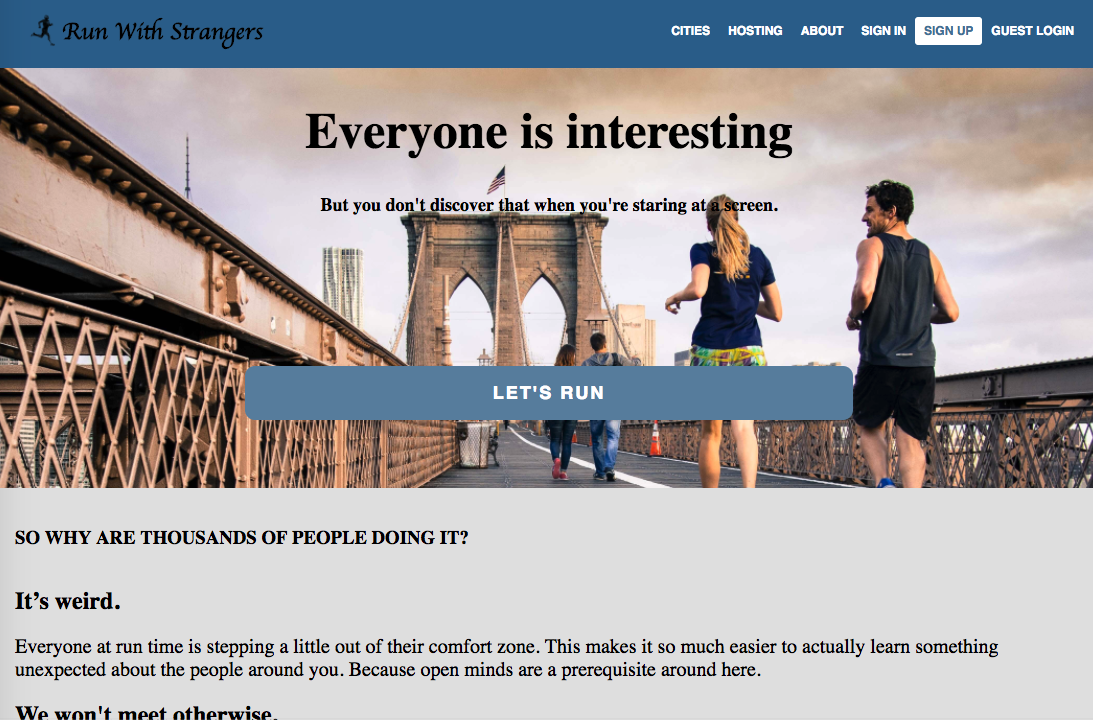 Run With Strangers
CITIES HOSTING ABOUT SIGN IN SIGN UP GUEST LOGIN
Everyone is interesting
But you don't discover that when you're staring at a screen.
LET'S RUN
SO WHY ARE THOUSANDS OF PEOPLE DOING IT?
It’s weird.
Everyone at run time is stepping a little out of their comfort zone. This makes it so much easier to actually learn something
unexpected about the people around you. Because open minds are a prerequisite around here.
We won't meet otherwise.